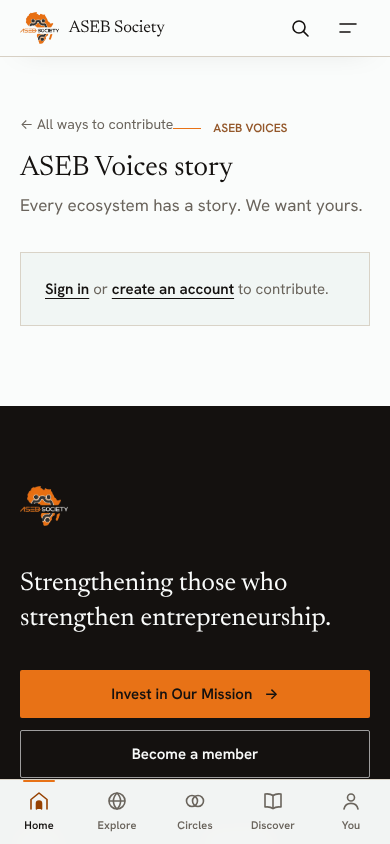 ASEB SOCIETY
ASEB Society
← All ways to contribute
ASEB VOICES
ASEB Voices story
Every ecosystem has a story. We want yours.
Sign in or create an account to contribute.
ASEB SOCIETY
Strengthening those who
strengthen entrepreneurship.
Invest in Our Mission →
Become a member
Home Explore Circles Discover You